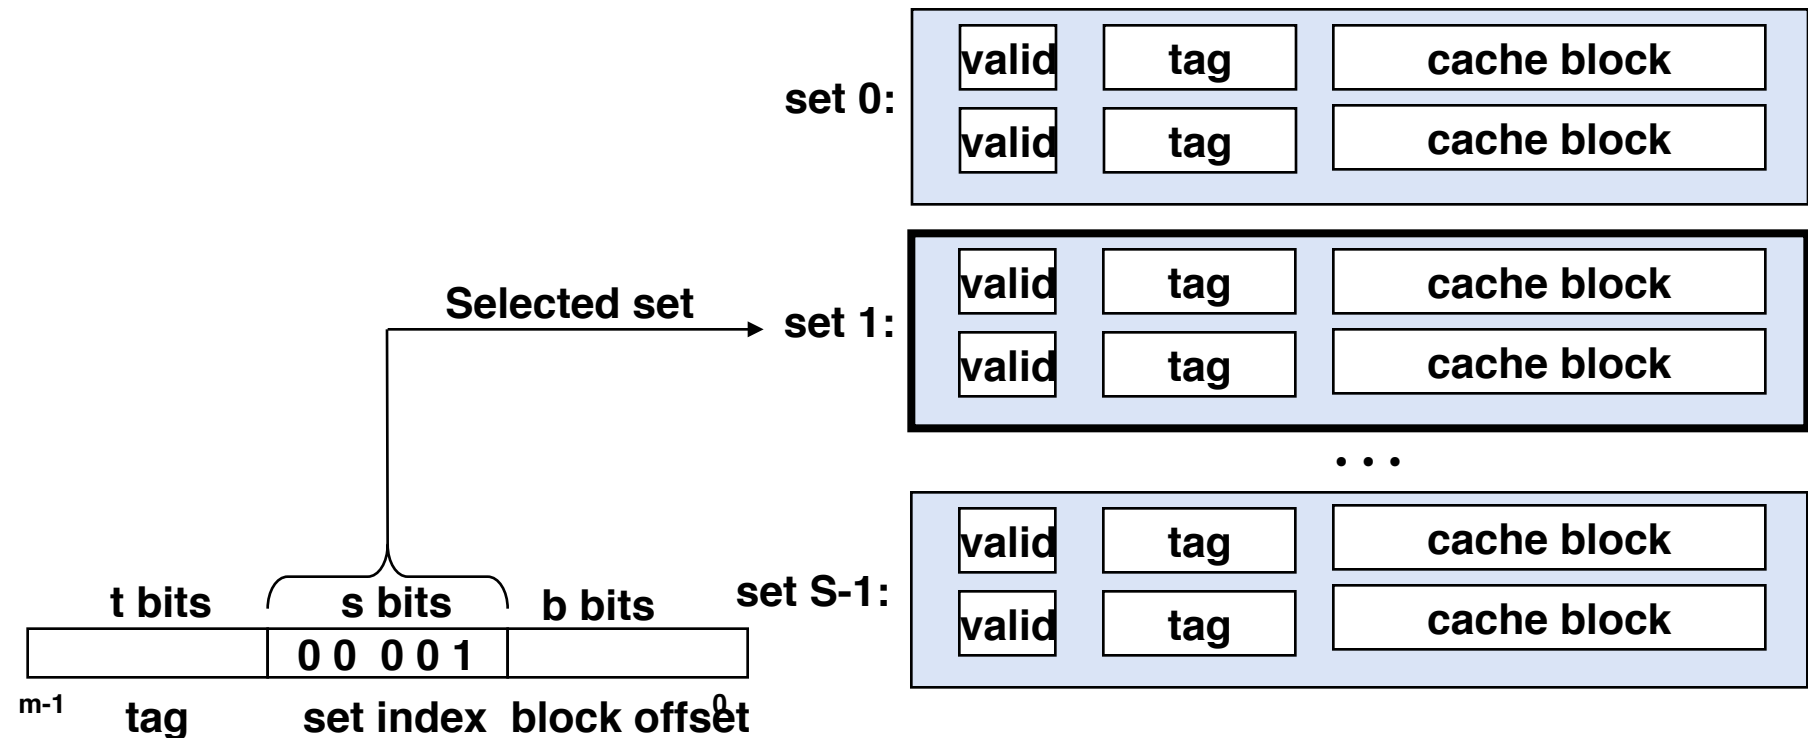 valid tag cache block
set 0:
valid tag cache block
valid tag cache block
Selected set
set 1:
valid tag cache block
. . .
valid tag cache block
t bits s bits b bits set S-1:
valid tag cache block
0 0 0 0 1
m-1 0
tag set index block offset